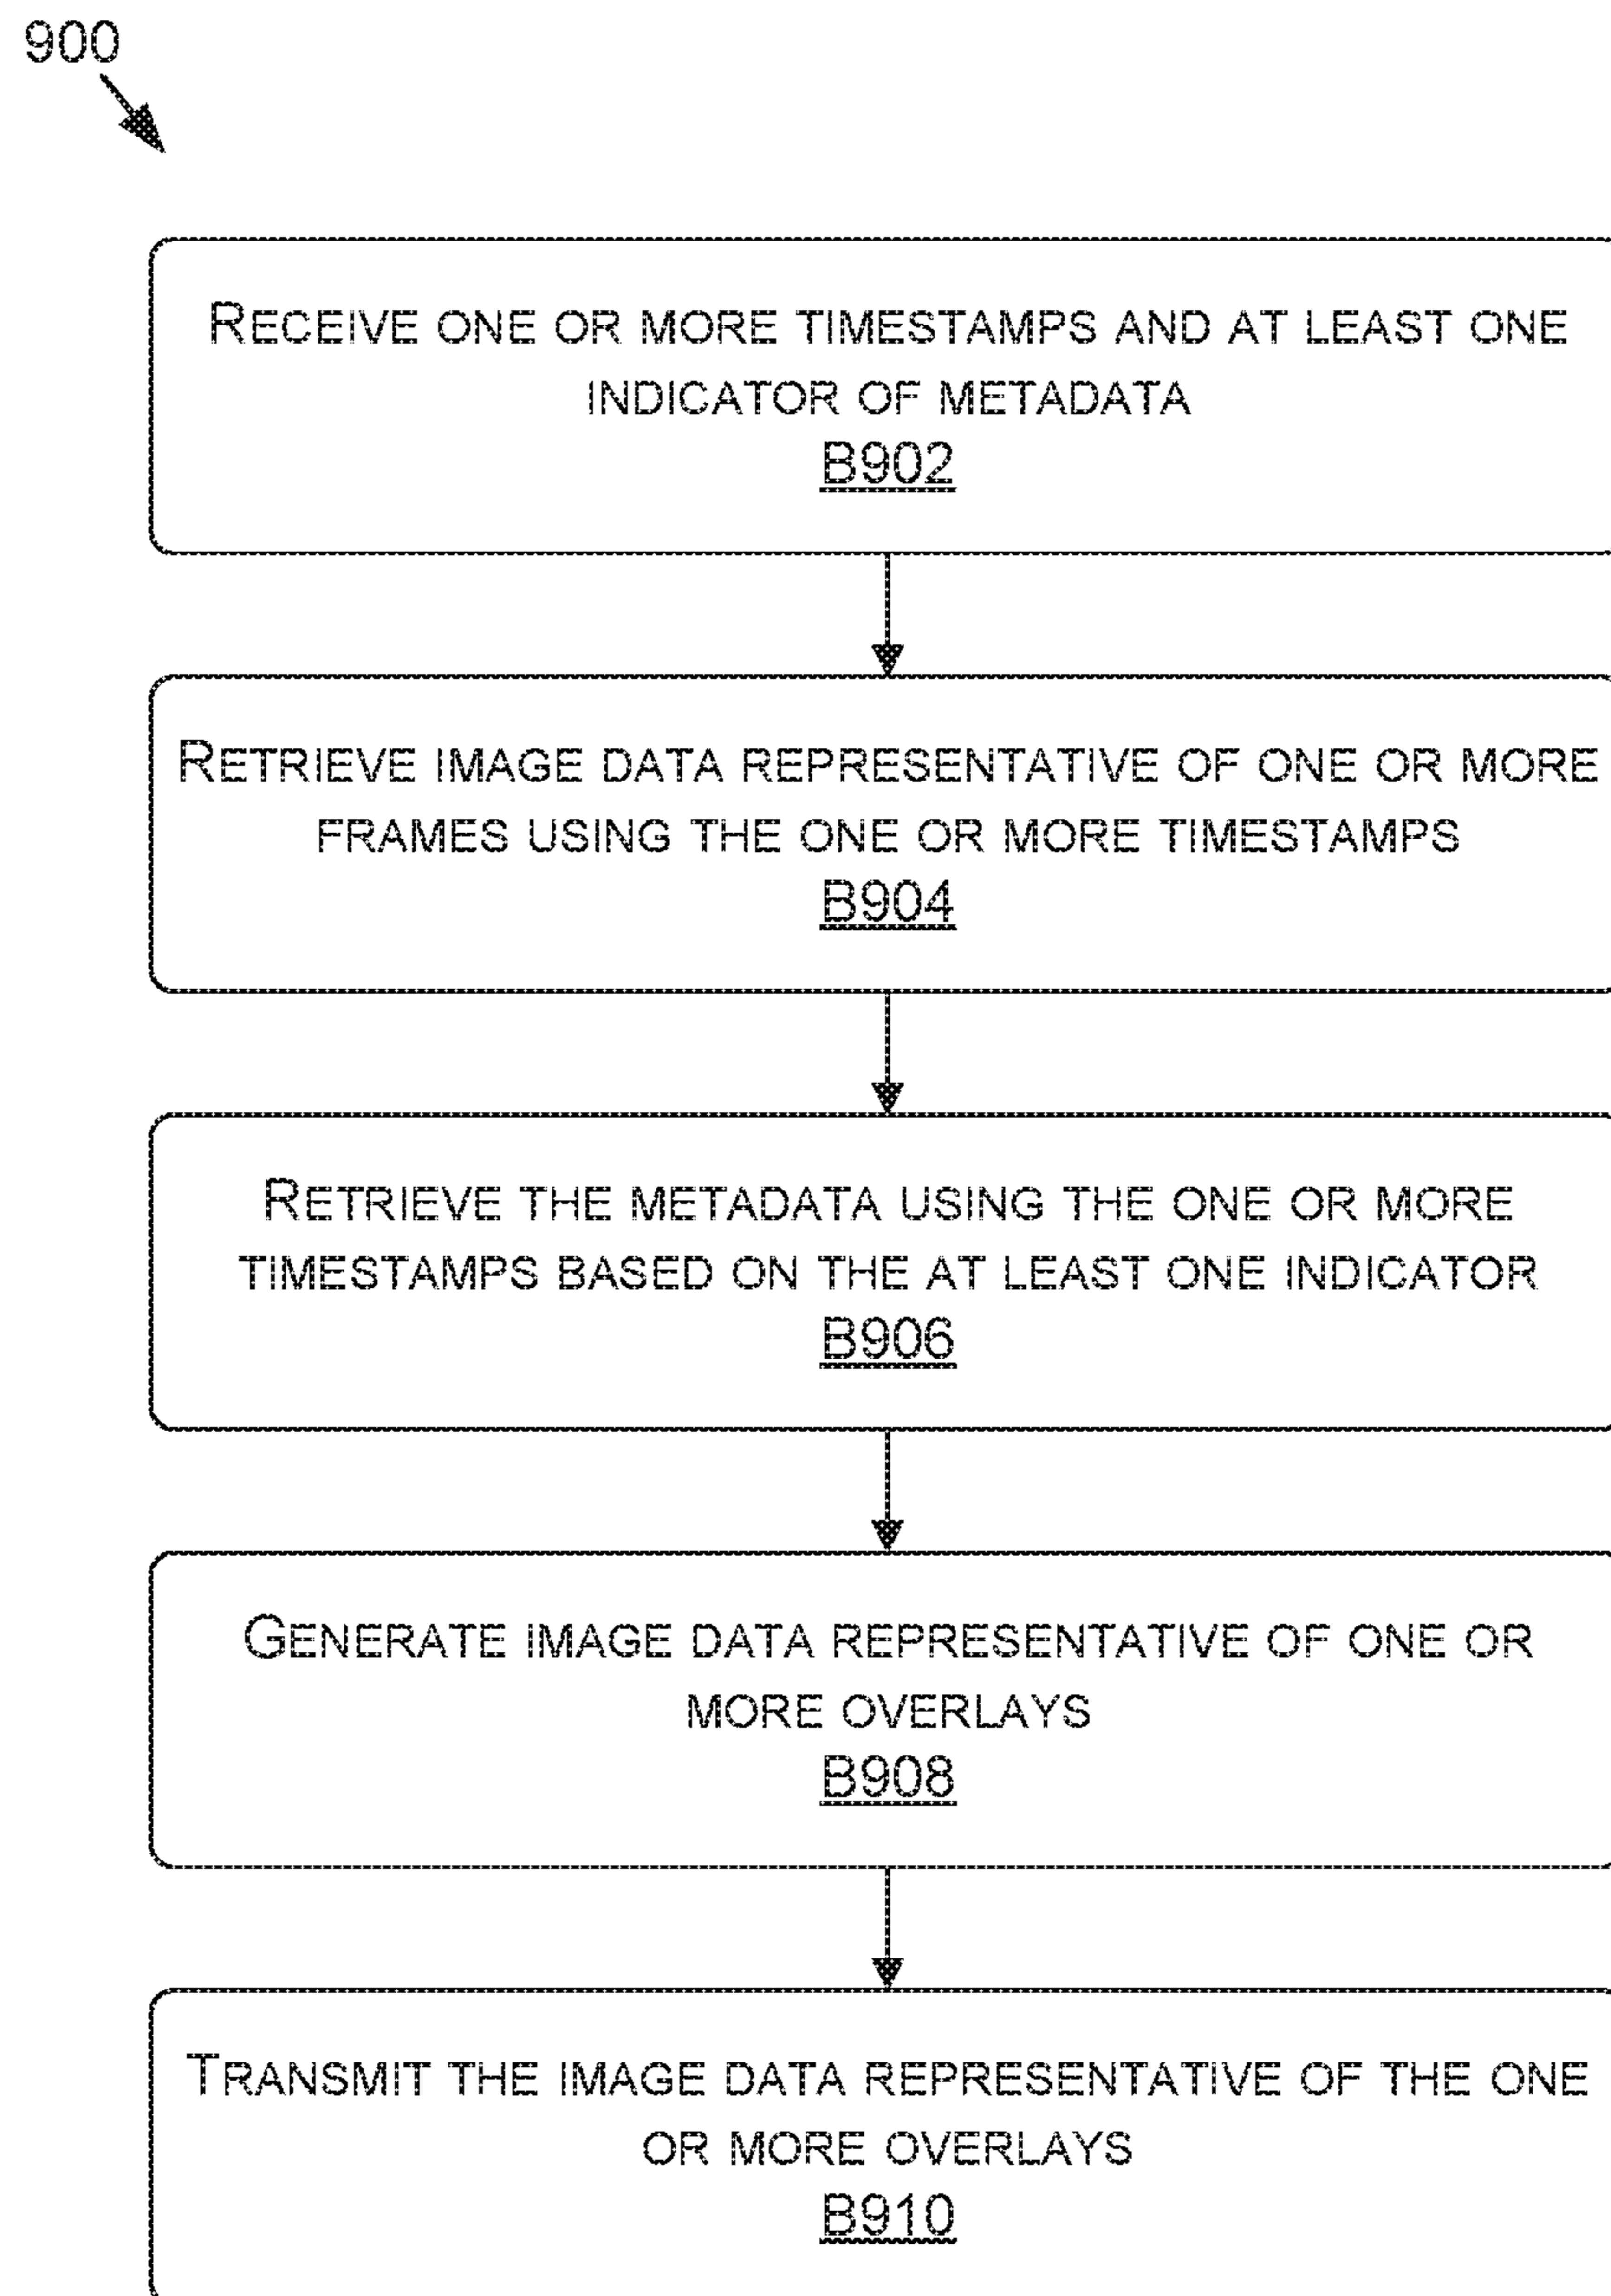 900
RECEIVE ONE OR MORE TIMESTAMPS AND AT LEAST ONE
INDICATOR OF METADATA
B902
RETRIEVE IMAGE DATA REPRESENTATIVE OF ONE OR MORE
FRAMES USING THE ONE OR MORE TIMESTAMPS
B904
RETRIEVE THE METADATA USING THE ONE OR MORE
TIMESTAMPS BASED ON THE AT LEAST ONE INDICATOR
B906
GENERATE IMAGE DATA REPRESENTATIVE OF ONE OR
MORE OVERLAYS
B908
TRANSMIT THE IMAGE DATA REPRESENTATIVE OF THE ONE
OR MORE OVERLAYS
B910